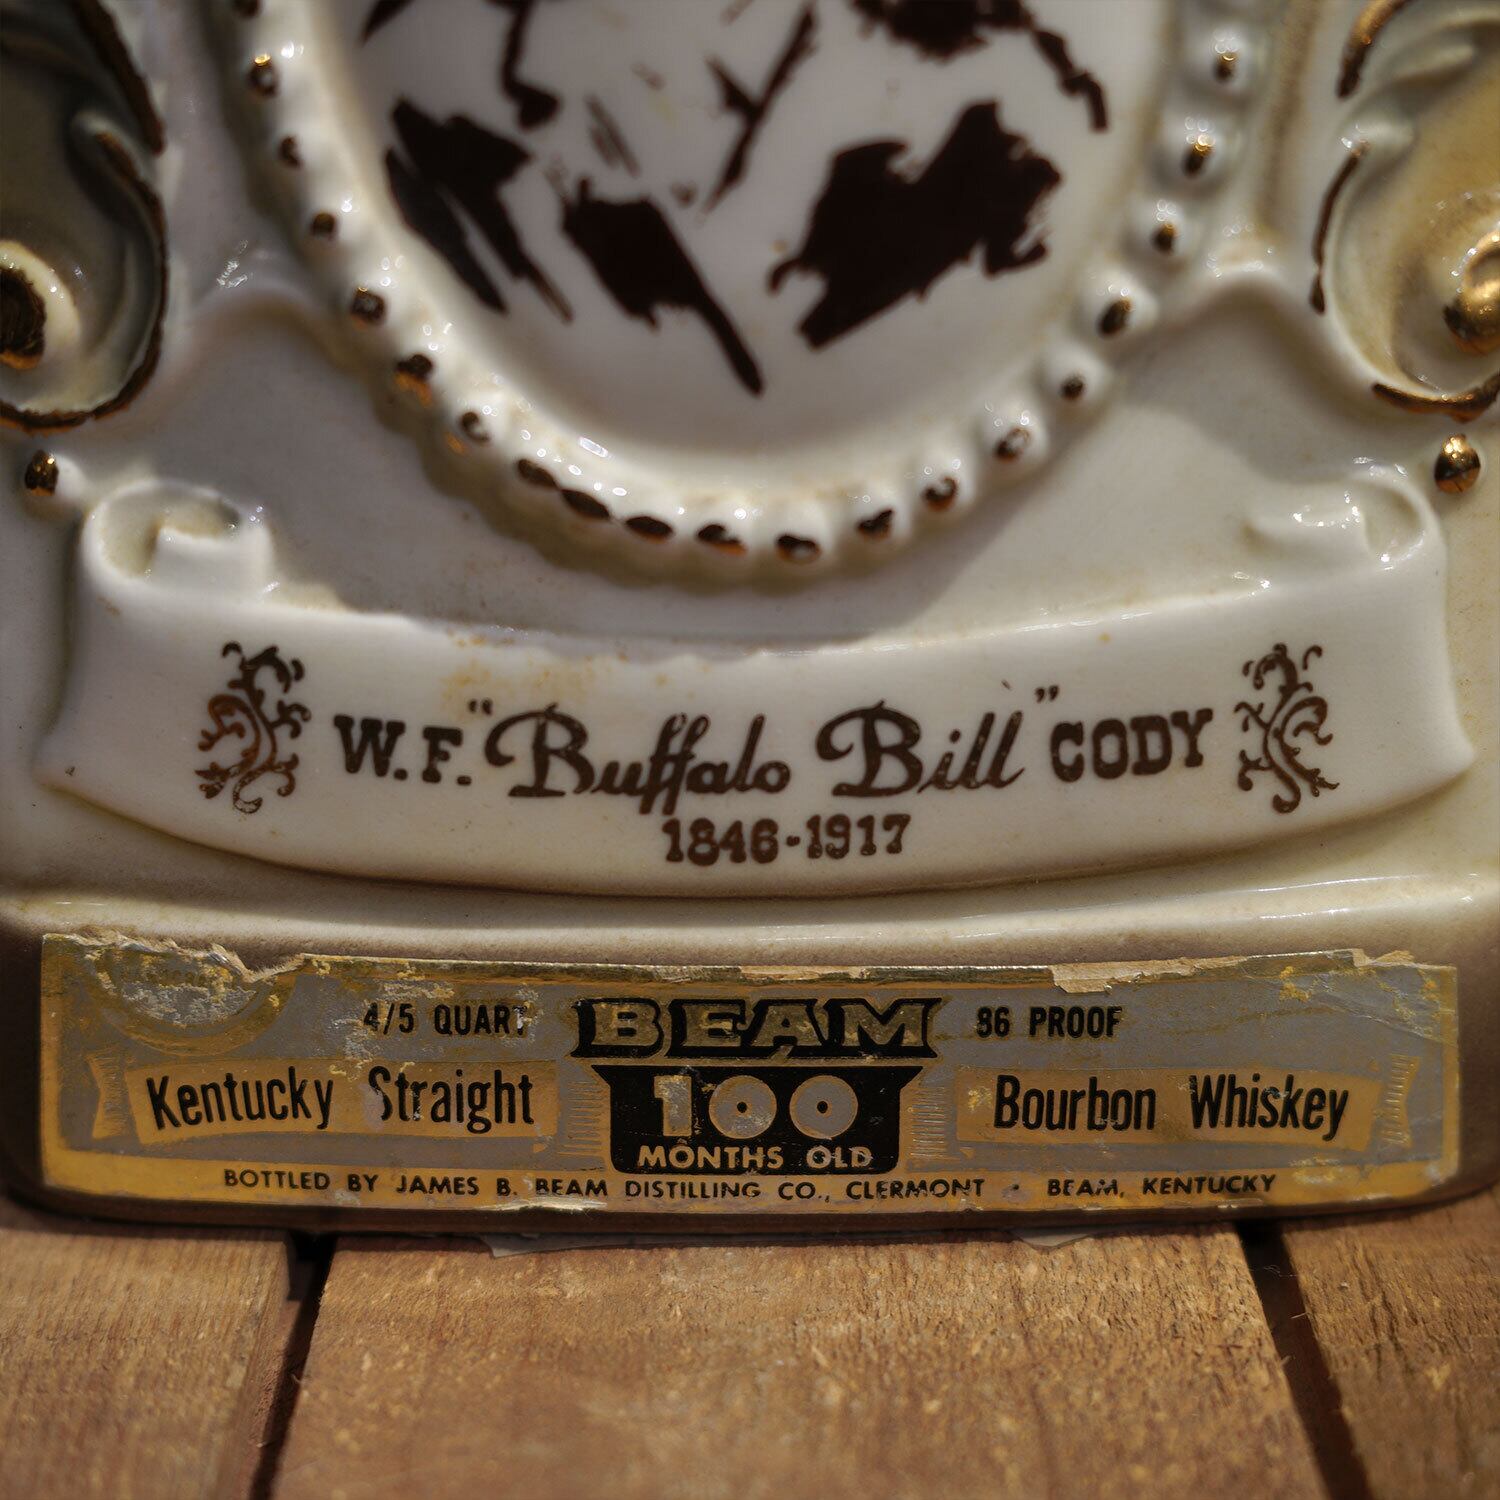 W.F. "Buffalo Bill" CODY
1846-1917
4/5 QUART BEAM 86 PROOF
Kentucky Straight 100 Bourbon Whiskey
MONTHS OLD
BOTTLED BY JAMES B. BEAM DISTILLING CO., CLERMONT · BEAM, KENTUCKY